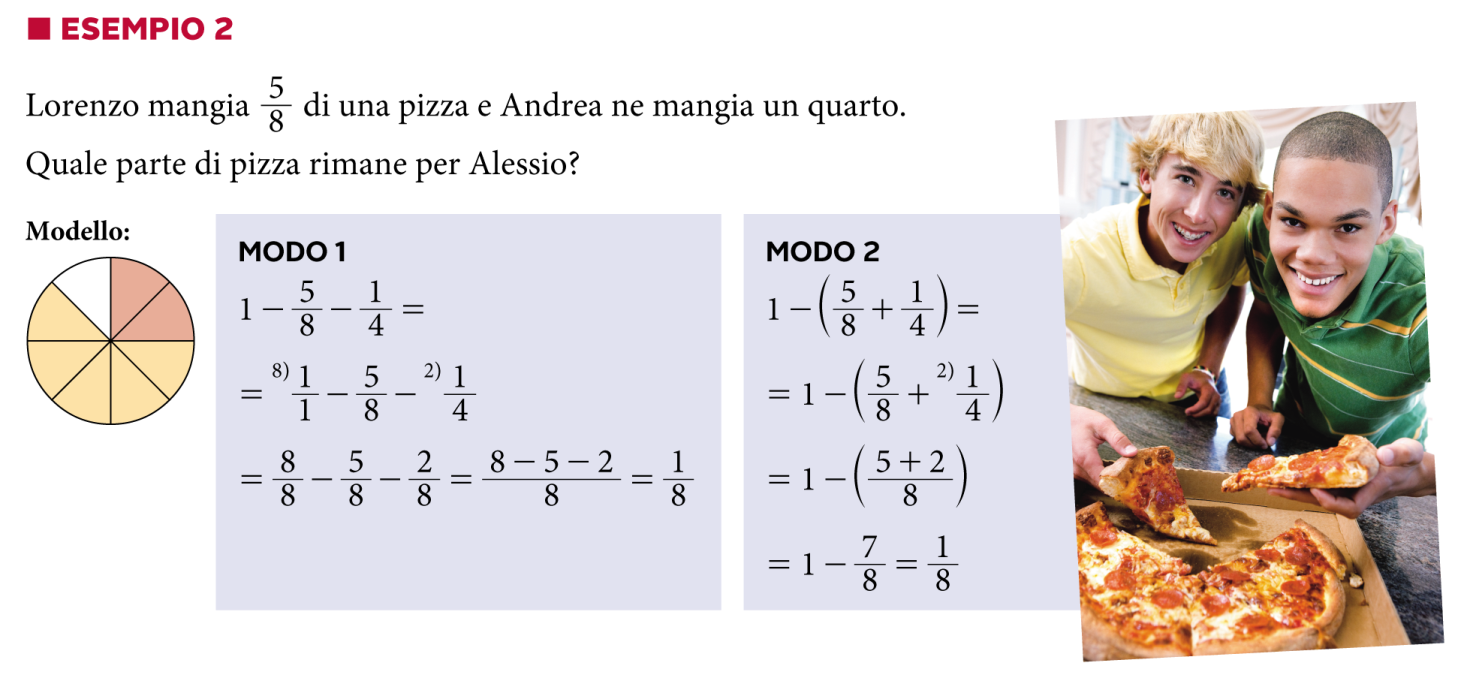 ■ ESEMPIO 2
Lorenzo mangia 5/8 di una pizza e Andrea ne mangia un quarto.
Quale parte di pizza rimane per Alessio?
Modello:
MODO 1
1 − 5/8 − 1/4 =
= ⁸⁾ 1/1 − 5/8 − ²⁾ 1/4
= 8/8 − 5/8 − 2/8 = (8 − 5 − 2)/8 = 1/8
MODO 2
1 − (5/8 + 1/4) =
= 1 − (5/8 + ²⁾ 1/4)
= 1 − ((5 + 2)/8)
= 1 − 7/8 = 1/8